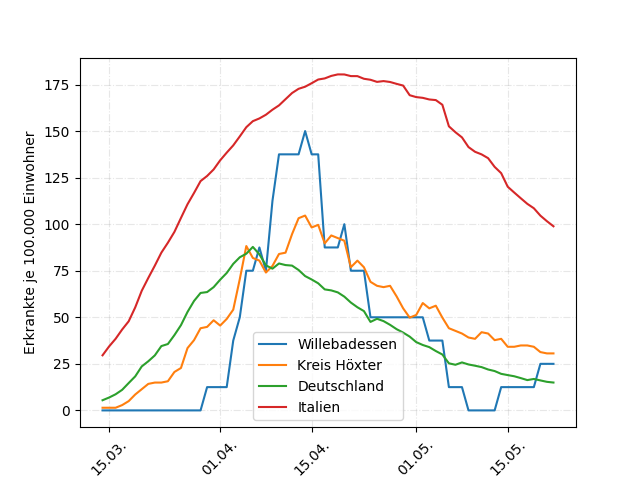 Erkrankte je 100.000 Einwohner
175
150
125
100
75
50
25
0
Willebadessen
Kreis Höxter
Deutschland
Italien
15.03.
01.04.
15.04.
01.05.
15.05.